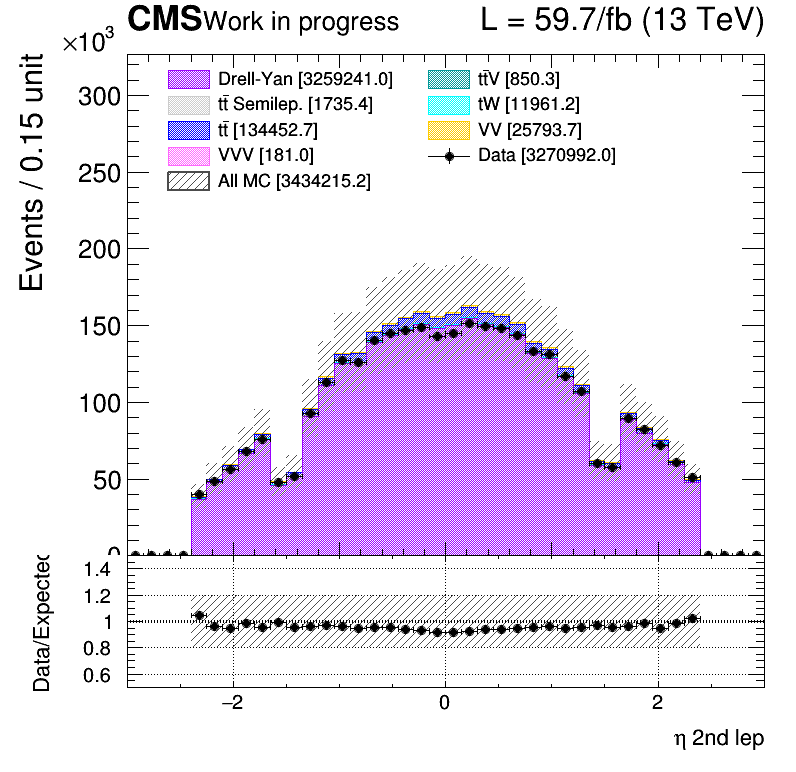 CMS Work in progress L = 59.7/fb (13 TeV)
×10³
Events / 0.15 unit
Drell-Yan [3259241.0] tt̄V [850.3]
tt̄ Semilep. [1735.4] tW [11961.2]
tt̄ [134452.7] VV [25793.7]
VVV [181.0] Data [3270992.0]
All MC [3434215.2]
300
250
200
150
100
50
0
Data/Expected
1.4
1.2
1
0.8
0.6
−2 0 2
η 2nd lep